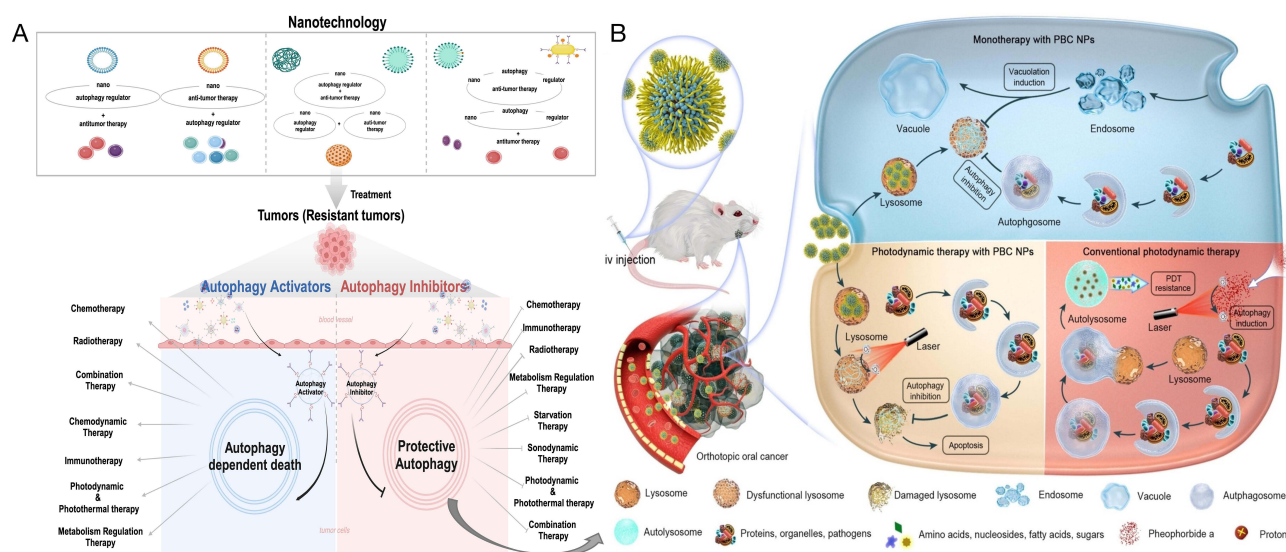 A
Nanotechnology
nano
autophagy regulator
+
antitumor therapy
nano
anti-tumor therapy
+
autophagy regulator
nano
autophagy regulator
+
anti-tumor therapy
nano
autophagy
regulator
+
nano
anti-tumor
therapy
autophagy
nano
regulator
anti-tumor therapy
autophagy
nano
regulator
+
antitumor therapy
Treatment
Tumors (Resistant tumors)
Autophagy Activators
Autophagy Inhibitors
blood vessel
Chemotherapy
Radiotherapy
Combination
Therapy
Chemodynamic
Therapy
Immunotherapy
Photodynamic
&
Photothermal therapy
Metabolism Regulation
Therapy
Autophagy
Activator
Autophagy
Inhibitor
Autophagy
dependent death
Protective
Autophagy
tumor cells
Chemotherapy
Immunotherapy
Radiotherapy
Metabolism Regulation
Therapy
Starvation
Therapy
Sonodynamic
Therapy
Photodynamic
&
Photothermal therapy
Combination
Therapy
B
iv injection
Orthotopic oral cancer
Monotherapy with PBC NPs
Vacuolation
induction
Vacuole
Endosome
Lysosome
Autophagy
inhibition
Autophgosome
Photodynamic therapy with PBC NPs
Lysosome
Laser
Autophagy
inhibition
Apoptosis
Conventional photodynamic therapy
PDT
resistance
Autolysosome
Laser
Autophagy
induction
Lysosome
Lysosome
Dysfunctional lysosome
Damaged lysosome
Endosome
Vacuole
Autphagosome
Autolysosome
Proteins, organelles, pathogens
Amino acids, nucleosides, fatty acids, sugars
Pheophorbide a
Proto